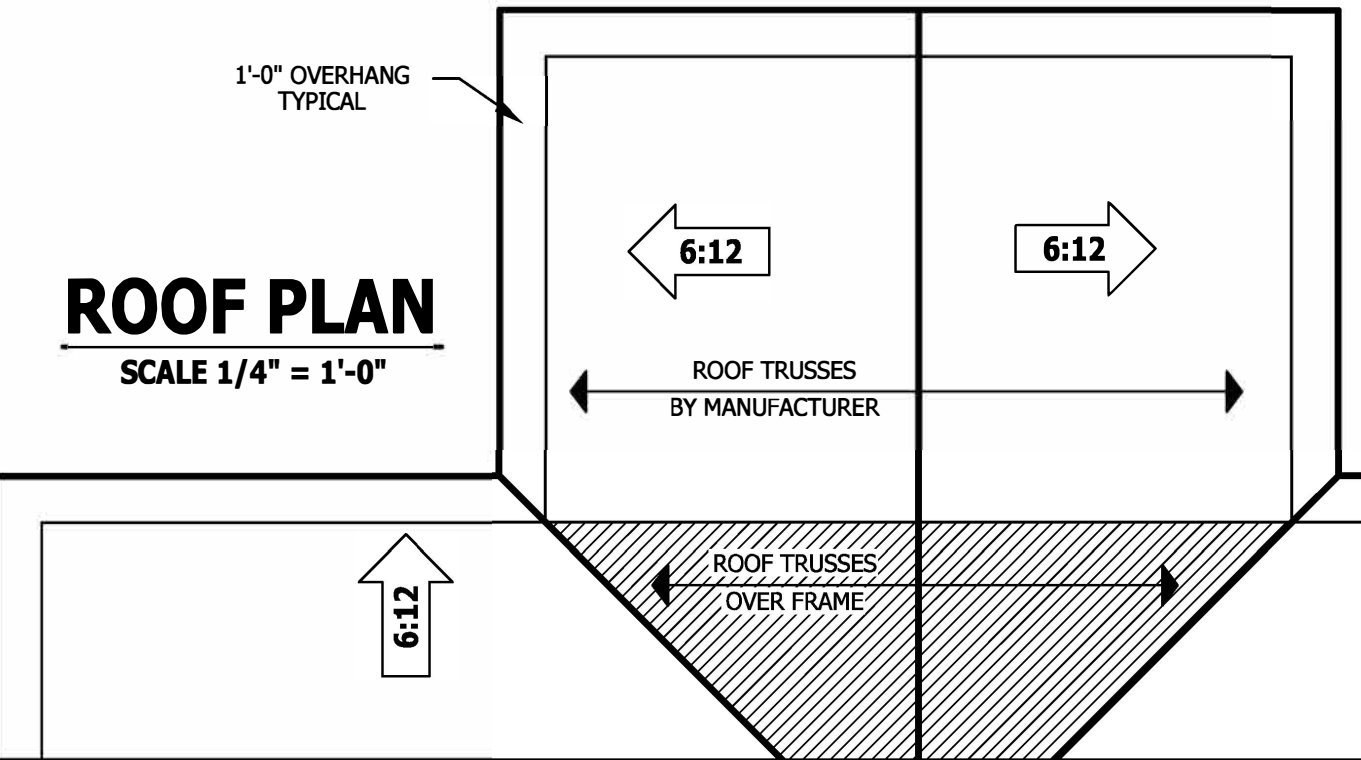 1'-0" OVERHANG
TYPICAL
6:12
6:12
ROOF PLAN
SCALE 1/4" = 1'-0"
ROOF TRUSSES
BY MANUFACTURER
ROOF TRUSSES
OVER FRAME
6:12